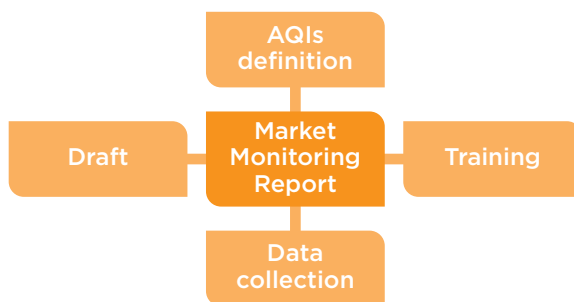 AQIs
definition
Draft
Market
Monitoring
Report
Training
Data
collection